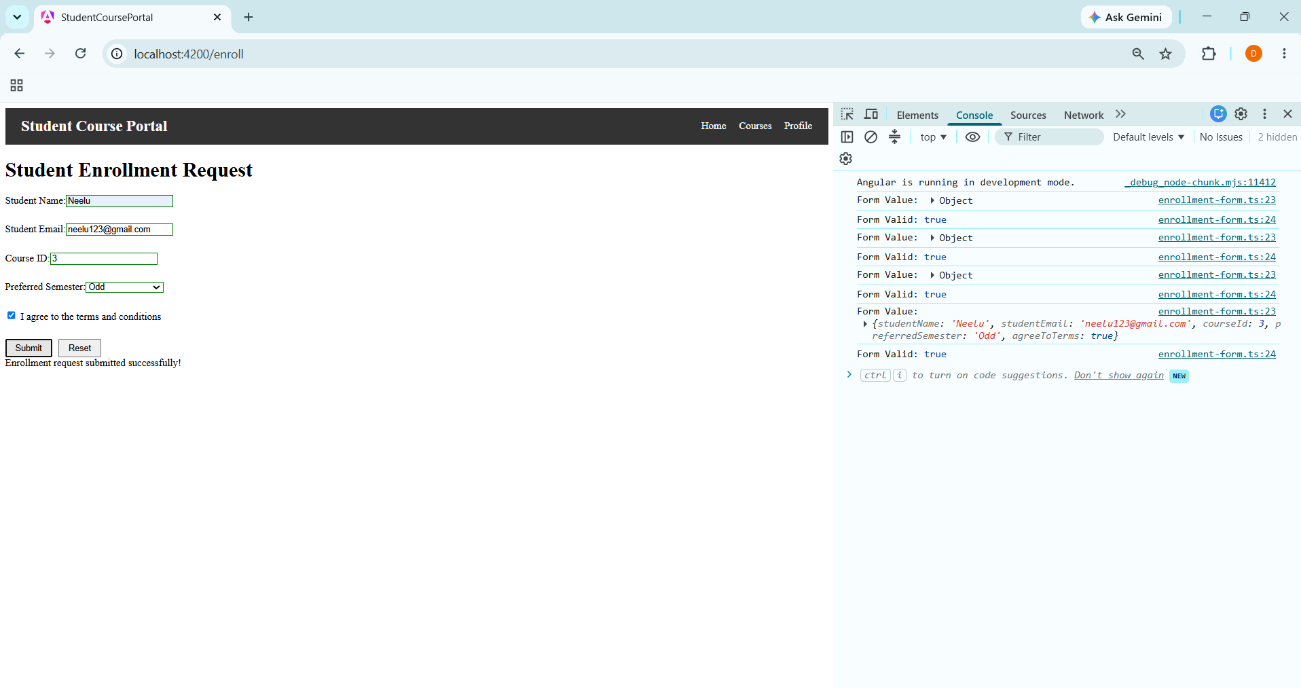 StudentCoursePortal
Ask Gemini
localhost:4200/enroll
D
Student Course Portal
Home Courses Profile
Student Enrollment Request
Student Name: Neelu
Student Email: neelu123@gmail.com
Course ID: 3
Preferred Semester: Odd
I agree to the terms and conditions
Submit Reset
Enrollment request submitted successfully!
Elements Console Sources Network
top Filter Default levels No Issues 2 hidden
Angular is running in development mode. _debug_node-chunk.mjs:11412
Form Value: Object enrollment-form.ts:23
Form Valid: true enrollment-form.ts:24
Form Value: Object enrollment-form.ts:23
Form Valid: true enrollment-form.ts:24
Form Value: Object enrollment-form.ts:23
Form Valid: true enrollment-form.ts:24
Form Value: enrollment-form.ts:23
{studentName: 'Neelu', studentEmail: 'neelu123@gmail.com', courseId: 3, p
referredSemester: 'Odd', agreeToTerms: true}
Form Valid: true enrollment-form.ts:24
ctrl i to turn on code suggestions. Don't show again NEW